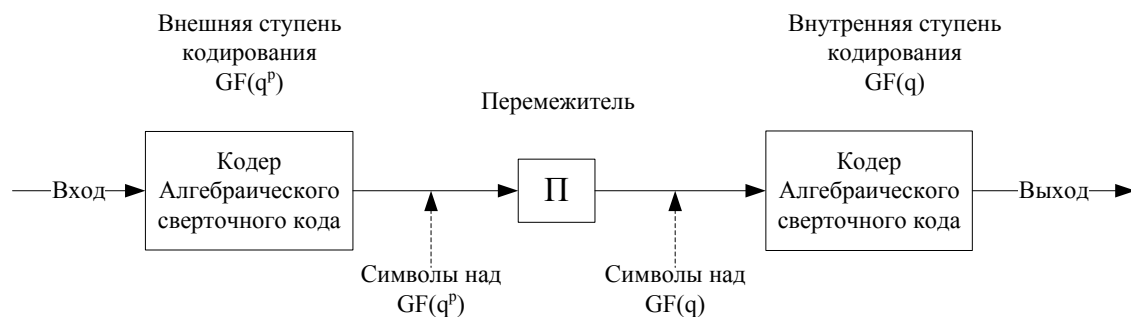 Внешняя ступень
кодирования
GF(q^p)
Внутренняя ступень
кодирования
GF(q)
Перемежитель
Вход
Кодер
Алгебраического
сверточного кода
П
Кодер
Алгебраического
сверточного кода
Выход
Символы над
GF(q^p)
Символы над
GF(q)